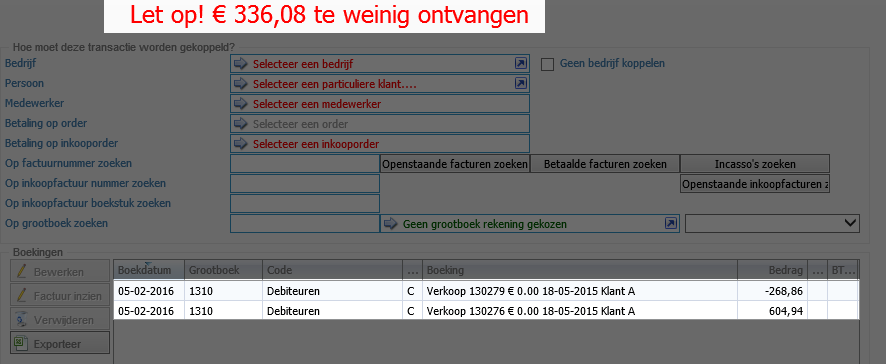 Let op! € 336,08 te weinig ontvangen
Hoe moet deze transactie worden gekoppeld?
Bedrijf Selecteer een bedrijf Geen bedrijf koppelen
Persoon Selecteer een particuliere klant....
Medewerker Selecteer een medewerker
Betaling op order Selecteer een order
Betaling op inkooporder Selecteer een inkooporder
Op factuurnummer zoeken Openstaande facturen zoeken Betaalde facturen zoeken Incasso's zoeken
Op inkoopfactuur nummer zoeken Openstaande inkoopfacturen z
Op inkoopfactuur boekstuk zoeken
Op grootboek zoeken Geen grootboek rekening gekozen
Boekingen
Bewerken Boekdatum Grootboek Code ... Boeking Bedrag ... BT...
Factuur inzien 05-02-2016 1310 Debiteuren C Verkoop 130279 € 0.00 18-05-2015 Klant A -268,86
Verwijderen 05-02-2016 1310 Debiteuren C Verkoop 130276 € 0.00 18-05-2015 Klant A 604,94
Exporteer